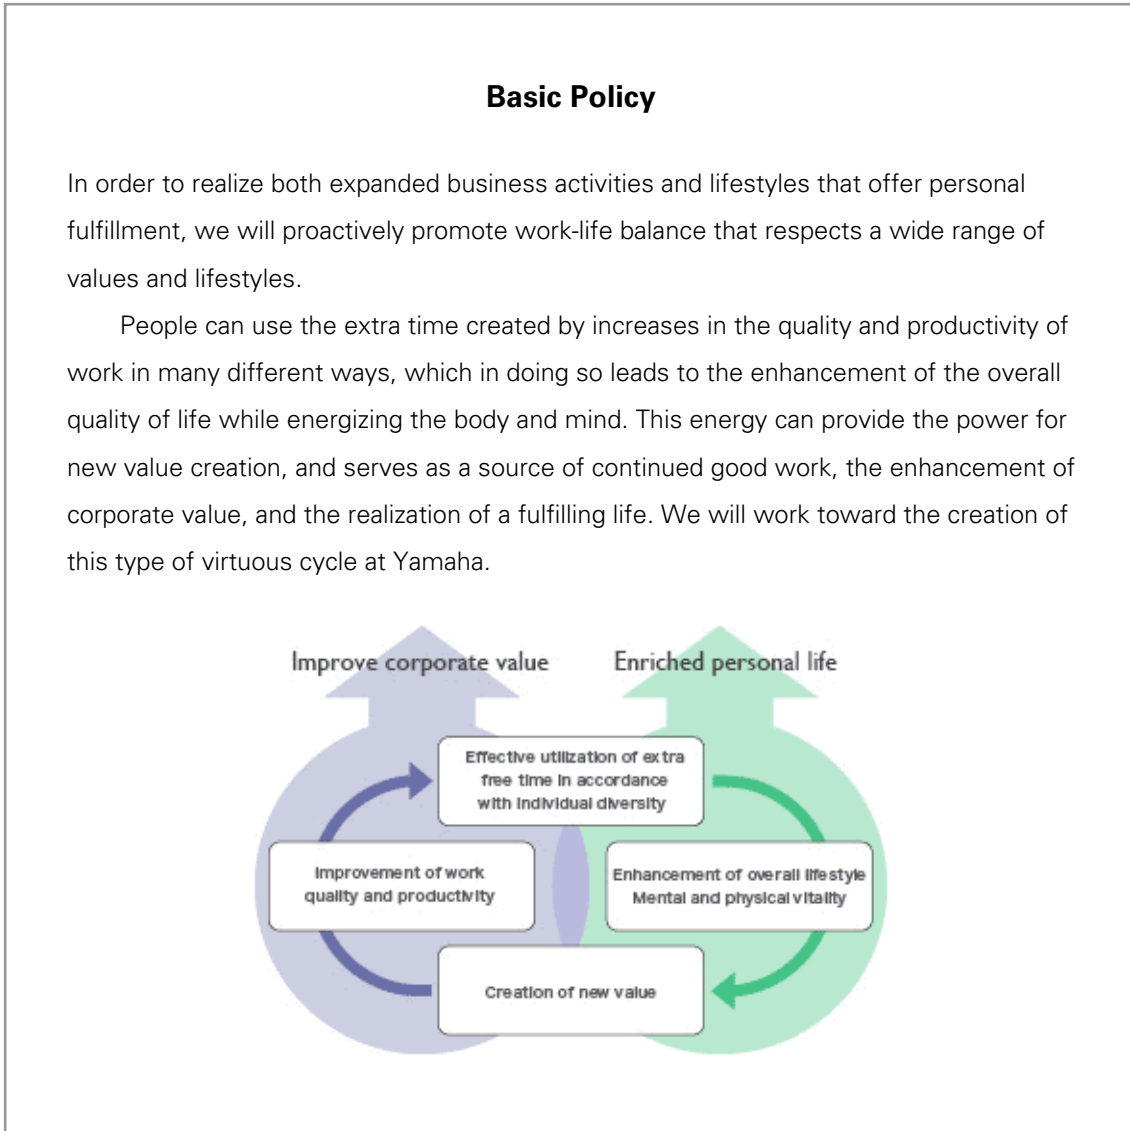 Basic Policy
In order to realize both expanded business activities and lifestyles that offer personal
fulfillment, we will proactively promote work-life balance that respects a wide range of
values and lifestyles.
People can use the extra time created by increases in the quality and productivity of
work in many different ways, which in doing so leads to the enhancement of the overall
quality of life while energizing the body and mind. This energy can provide the power for
new value creation, and serves as a source of continued good work, the enhancement of
corporate value, and the realization of a fulfilling life. We will work toward the creation of
this type of virtuous cycle at Yamaha.
Improve corporate value
Enriched personal life
Effective utilization of extra
free time in accordance
with individual diversity
Improvement of work
quality and productivity
Enhancement of overall lifestyle
Mental and physical vitality
Creation of new value